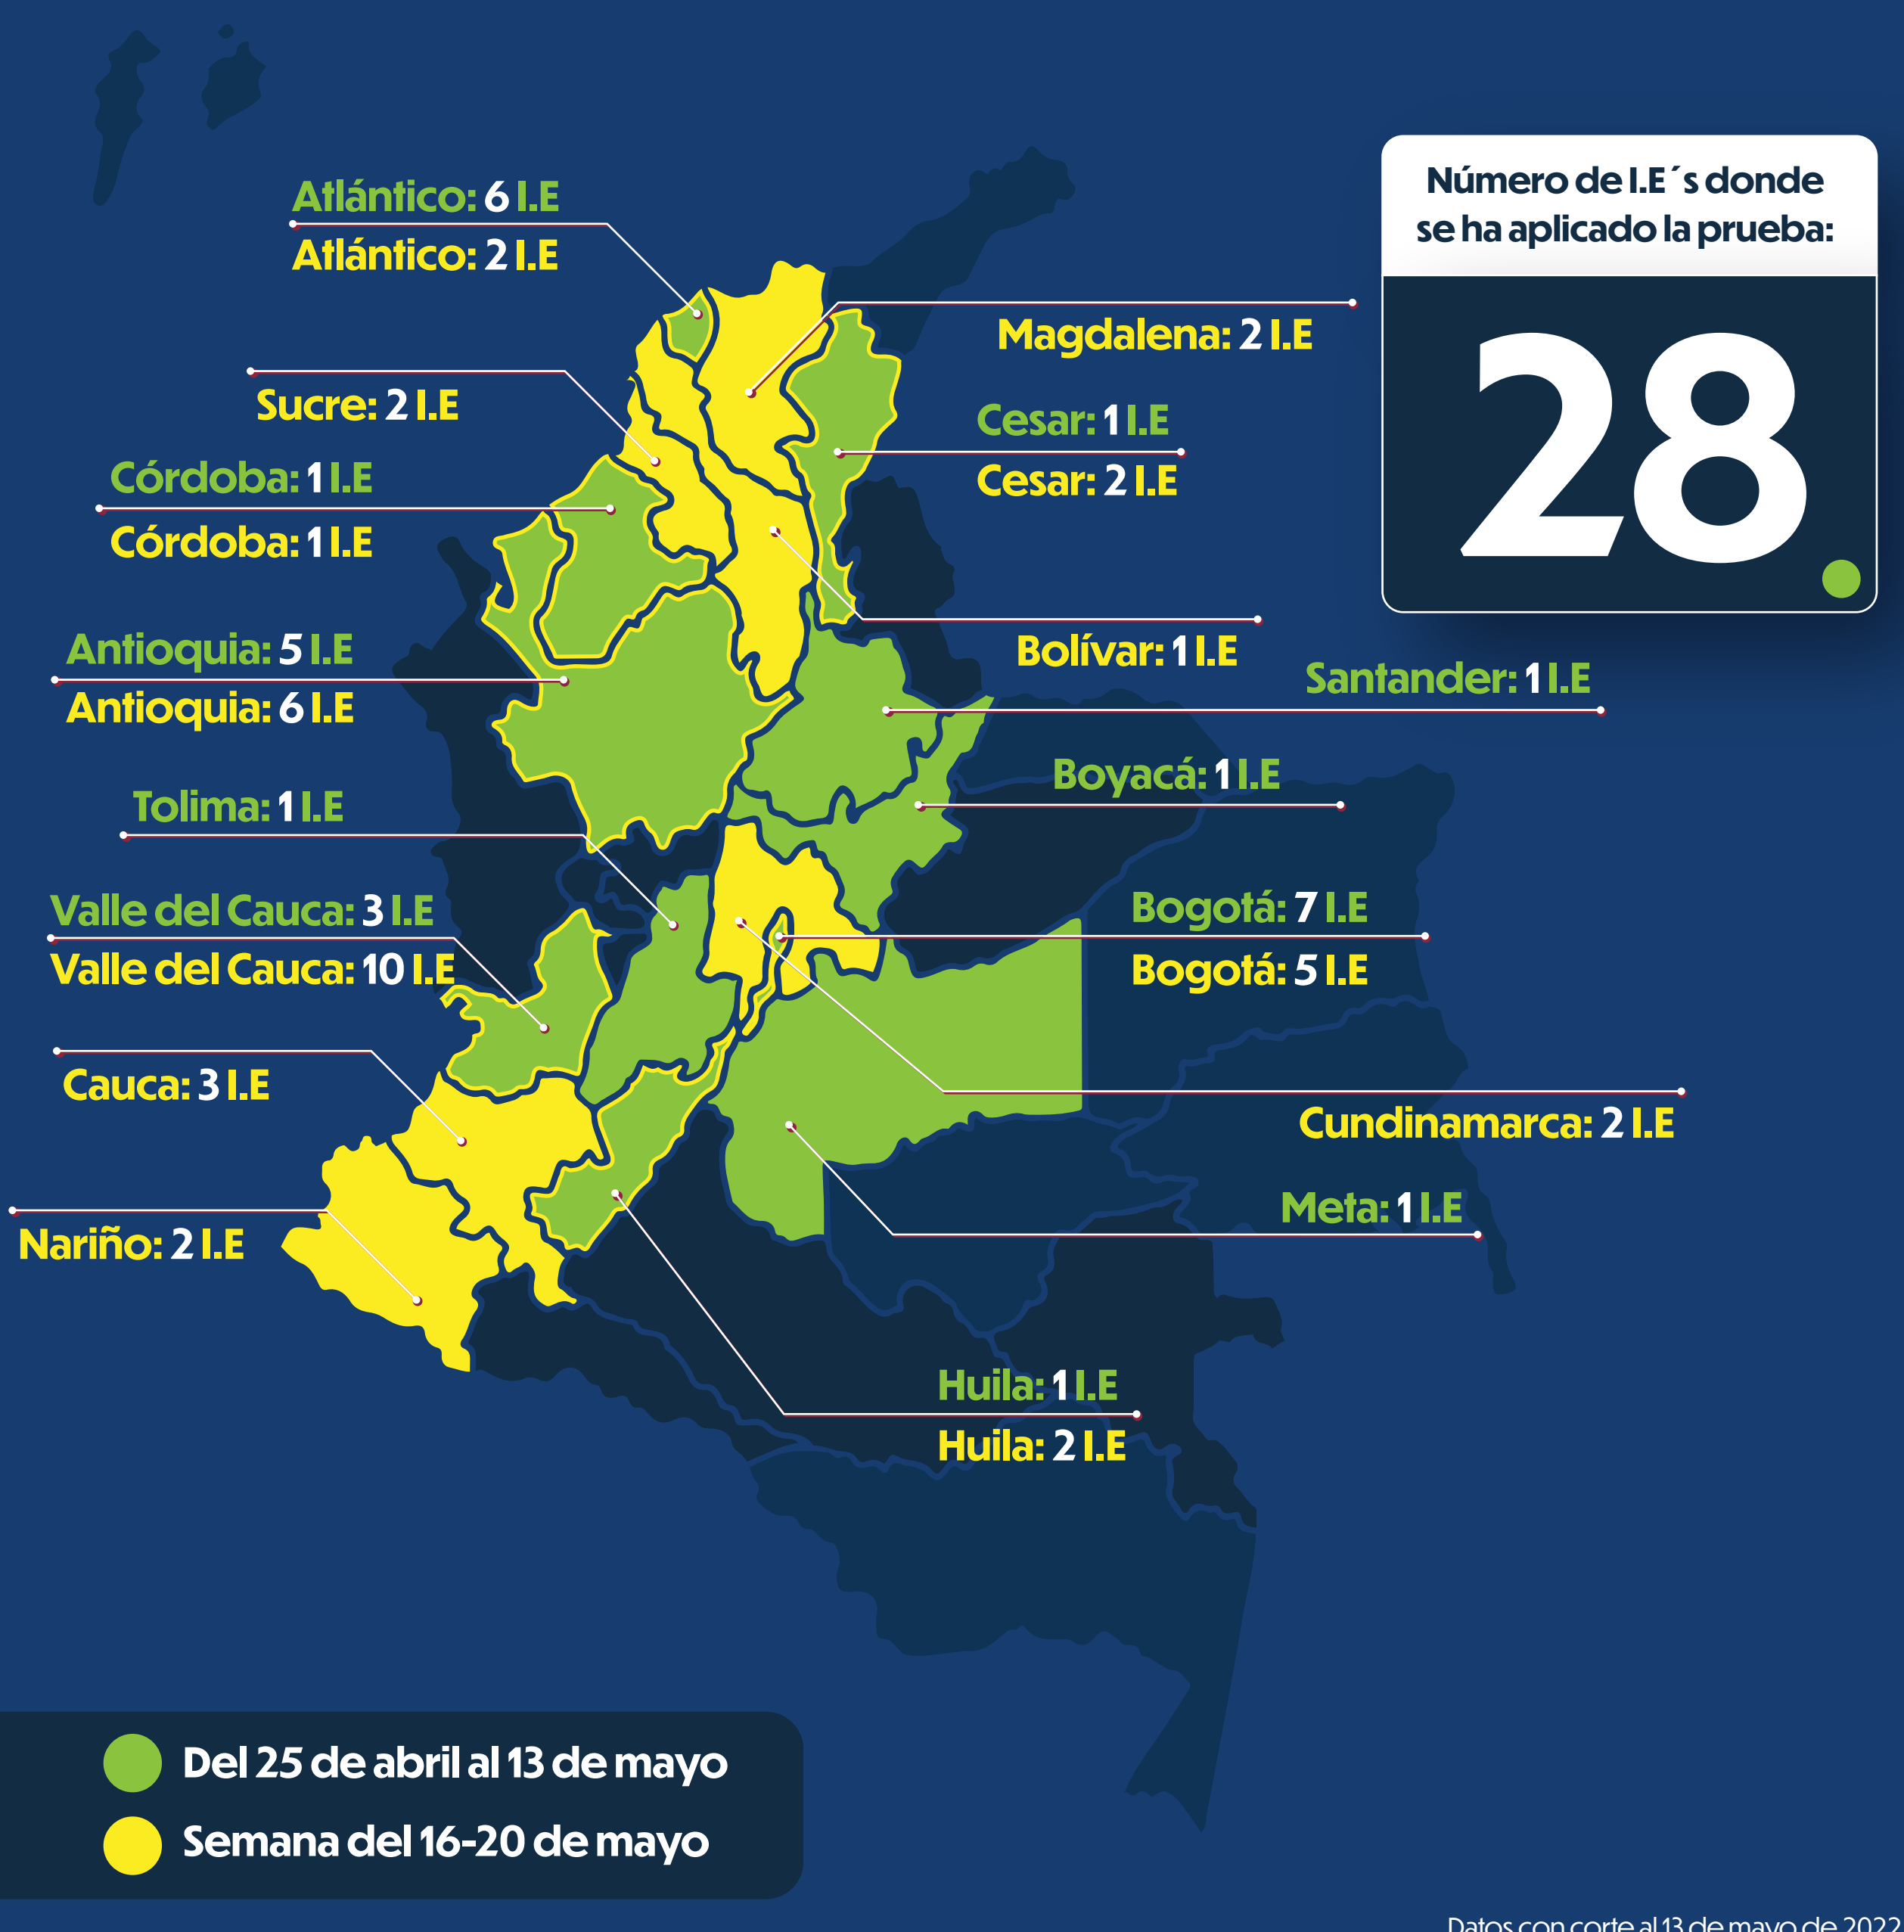 Número de I.E´s donde
se ha aplicado la prueba:
28
Atlántico: 6 I.E
Atlántico: 2 I.E
Magdalena: 2 I.E
Sucre: 2 I.E
Cesar: 1 I.E
Cesar: 2 I.E
Córdoba: 1 I.E
Córdoba: 1 I.E
Bolívar: 1 I.E
Antioquia: 5 I.E
Antioquia: 6 I.E
Santander: 1 I.E
Boyacá: 1 I.E
Tolima: 1 I.E
Valle del Cauca: 3 I.E
Valle del Cauca: 10 I.E
Bogotá: 7 I.E
Bogotá: 5 I.E
Cauca: 3 I.E
Cundinamarca: 2 I.E
Meta: 1 I.E
Nariño: 2 I.E
Huila: 1 I.E
Huila: 2 I.E
Del 25 de abril al 13 de mayo
Semana del 16-20 de mayo
Datos con corte al 13 de mayo de 2022